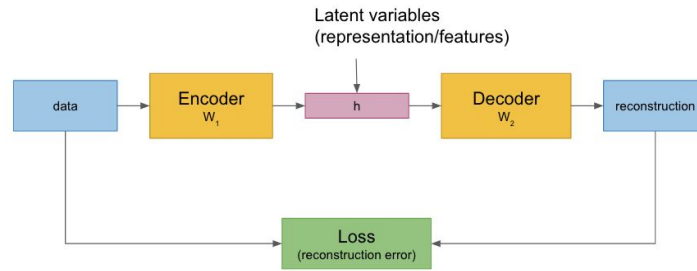 Latent variables
(representation/features)
data
Encoder
W₁
h
Decoder
W₂
reconstruction
Loss
(reconstruction error)